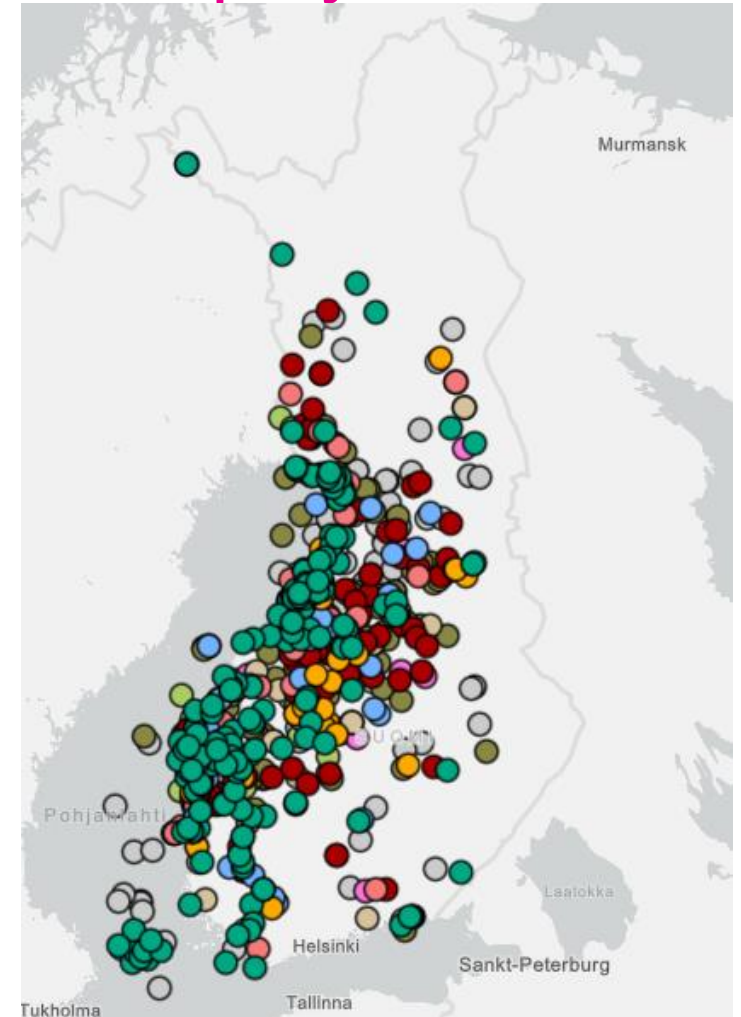 Murmansk
SUOMI
Pohjanlahti
Laatokka
Helsinki
Sankt-Peterburg
Tallinna
Tukholma